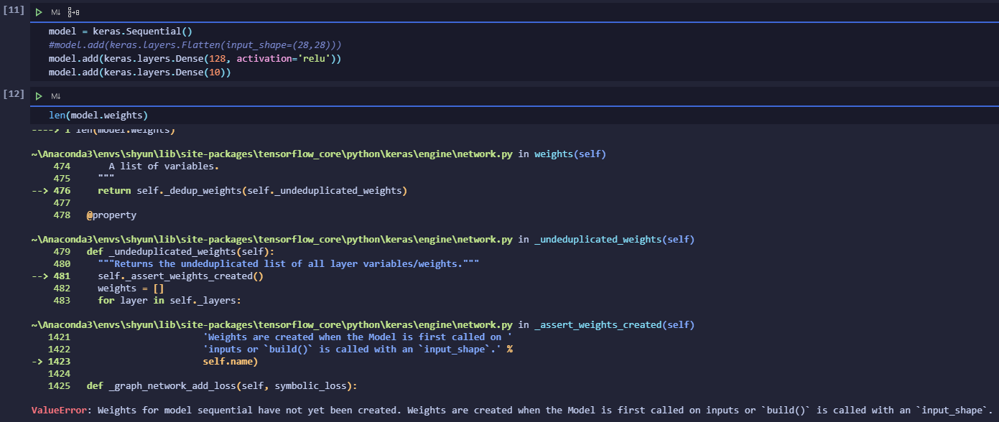 [11]
M↓
model = keras.Sequential()
#model.add(keras.layers.Flatten(input_shape=(28,28)))
model.add(keras.layers.Dense(128, activation='relu'))
model.add(keras.layers.Dense(10))
[12]
M↓
len(model.weights)
----> 1 len(model.weights)
~\Anaconda3\envs\shyun\lib\site-packages\tensorflow_core\python\keras\engine\network.py in weights(self)
474       A list of variables.
475     """
--> 476     return self._dedup_weights(self._undeduplicated_weights)
477
478   @property
~\Anaconda3\envs\shyun\lib\site-packages\tensorflow_core\python\keras\engine\network.py in _undeduplicated_weights(self)
479   def _undeduplicated_weights(self):
480     """Returns the undeduplicated list of all layer variables/weights."""
--> 481     self._assert_weights_created()
482     weights = []
483     for layer in self._layers:
~\Anaconda3\envs\shyun\lib\site-packages\tensorflow_core\python\keras\engine\network.py in _assert_weights_created(self)
1421                        'Weights are created when the Model is first called on '
1422                        'inputs or `build()` is called with an `input_shape`.' %
-> 1423                        self.name)
1424
1425   def _graph_network_add_loss(self, symbolic_loss):
ValueError: Weights for model sequential have not yet been created. Weights are created when the Model is first called on inputs or `build()` is called with an `input_shape`.